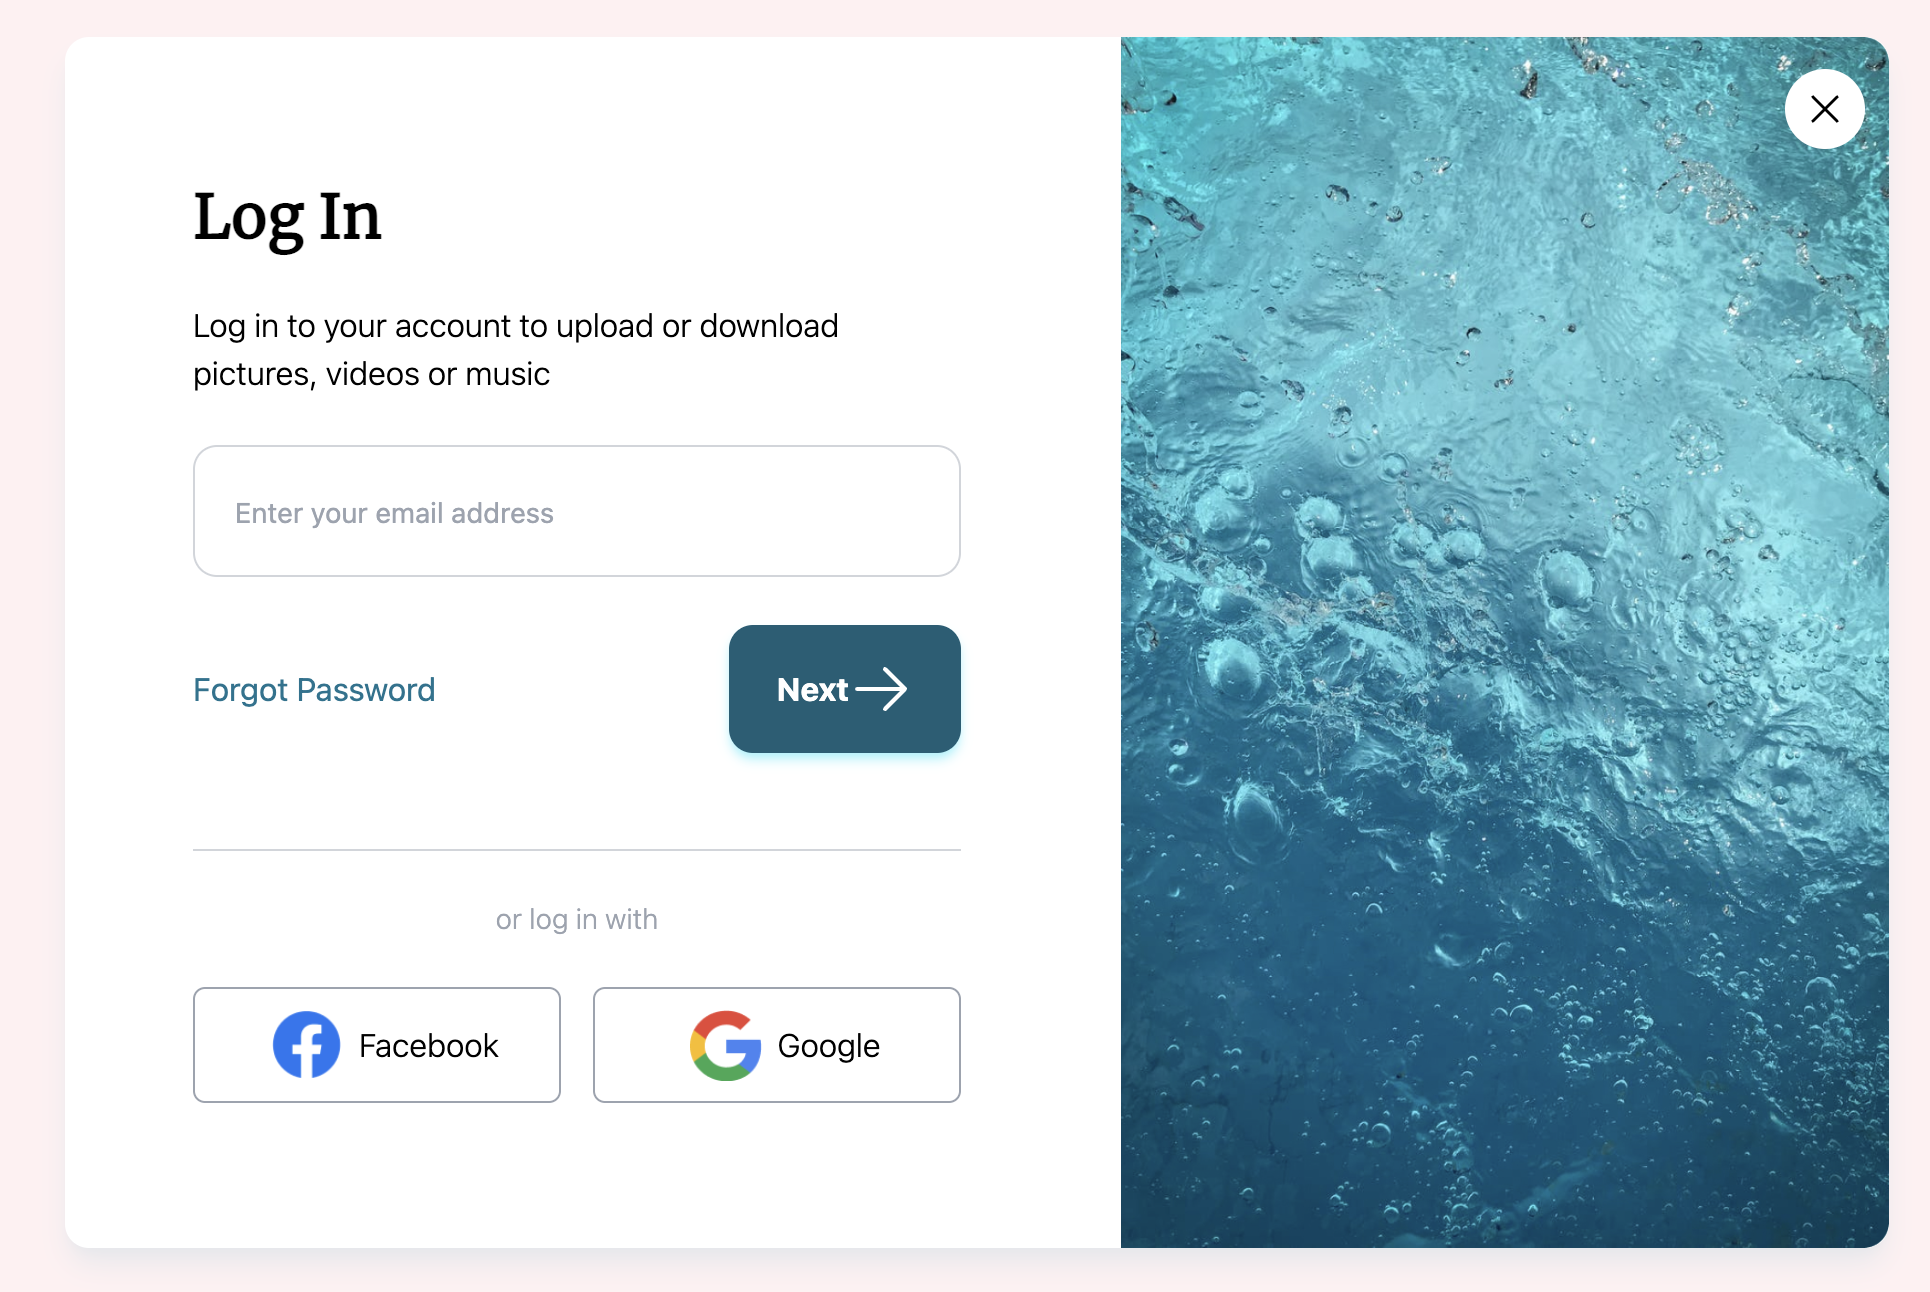 Log In
Log in to your account to upload or download
pictures, videos or music
Enter your email address
Forgot Password
Next
or log in with
Facebook
Google